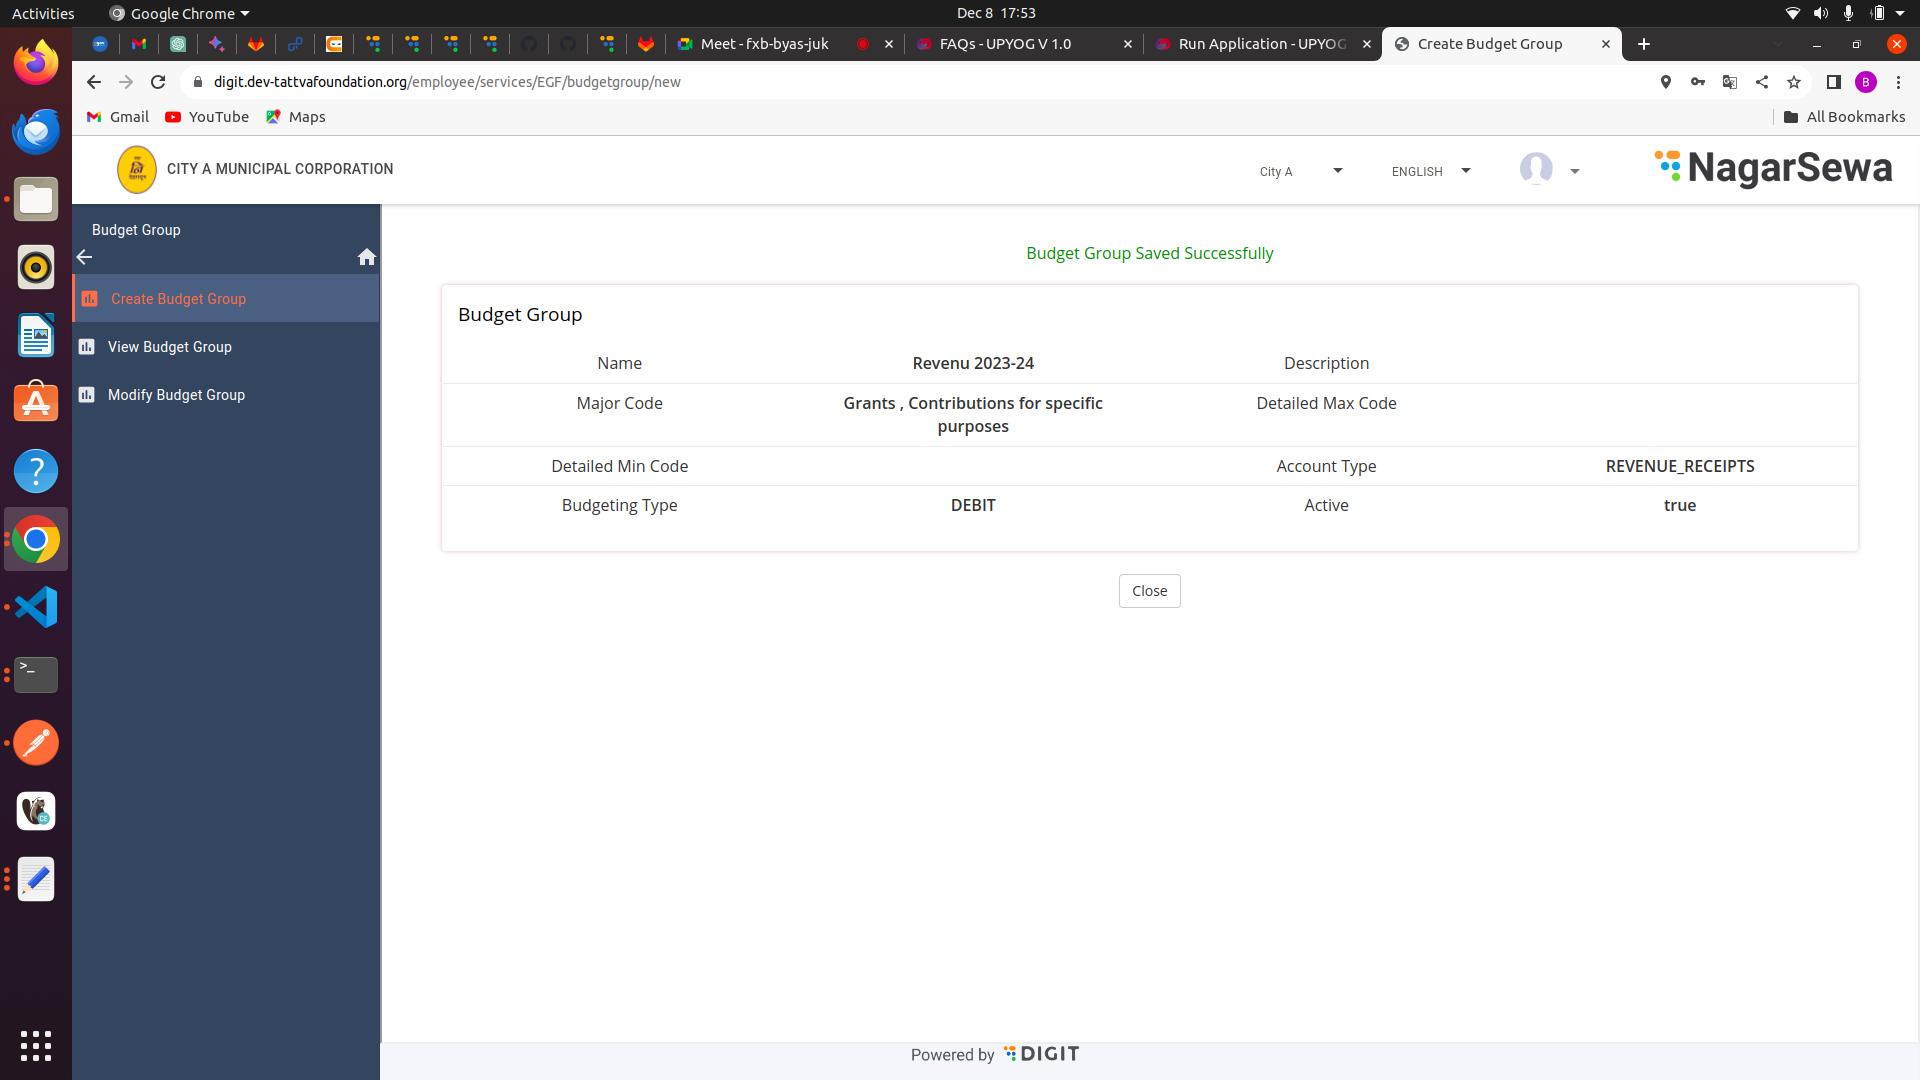 Activities
Google Chrome
Dec 8 17:53
Meet - fxb-byas-juk
FAQs - UPYOG V 1.0
Run Application - UPYOG
Create Budget Group
digit.dev-tattvafoundation.org/employee/services/EGF/budgetgroup/new
B
Gmail
YouTube
Maps
All Bookmarks
CITY A MUNICIPAL CORPORATION
City A
ENGLISH
NagarSewa
Budget Group
Create Budget Group
View Budget Group
Modify Budget Group
Budget Group Saved Successfully
Budget Group
Name Revenu 2023-24 Description
Major Code Grants , Contributions for specific purposes Detailed Max Code
Detailed Min Code Account Type REVENUE_RECEIPTS
Budgeting Type DEBIT Active true
Close
Powered by DIGIT